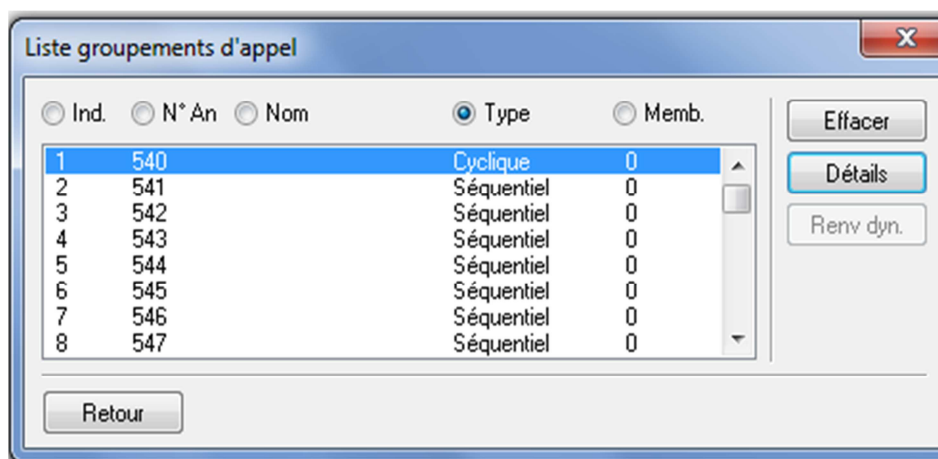 Liste groupements d'appel
Ind. N° An Nom Type Memb.
1 540 Cyclique 0
2 541 Séquentiel 0
3 542 Séquentiel 0
4 543 Séquentiel 0
5 544 Séquentiel 0
6 545 Séquentiel 0
7 546 Séquentiel 0
8 547 Séquentiel 0
Effacer
Détails
Renv dyn.
Retour